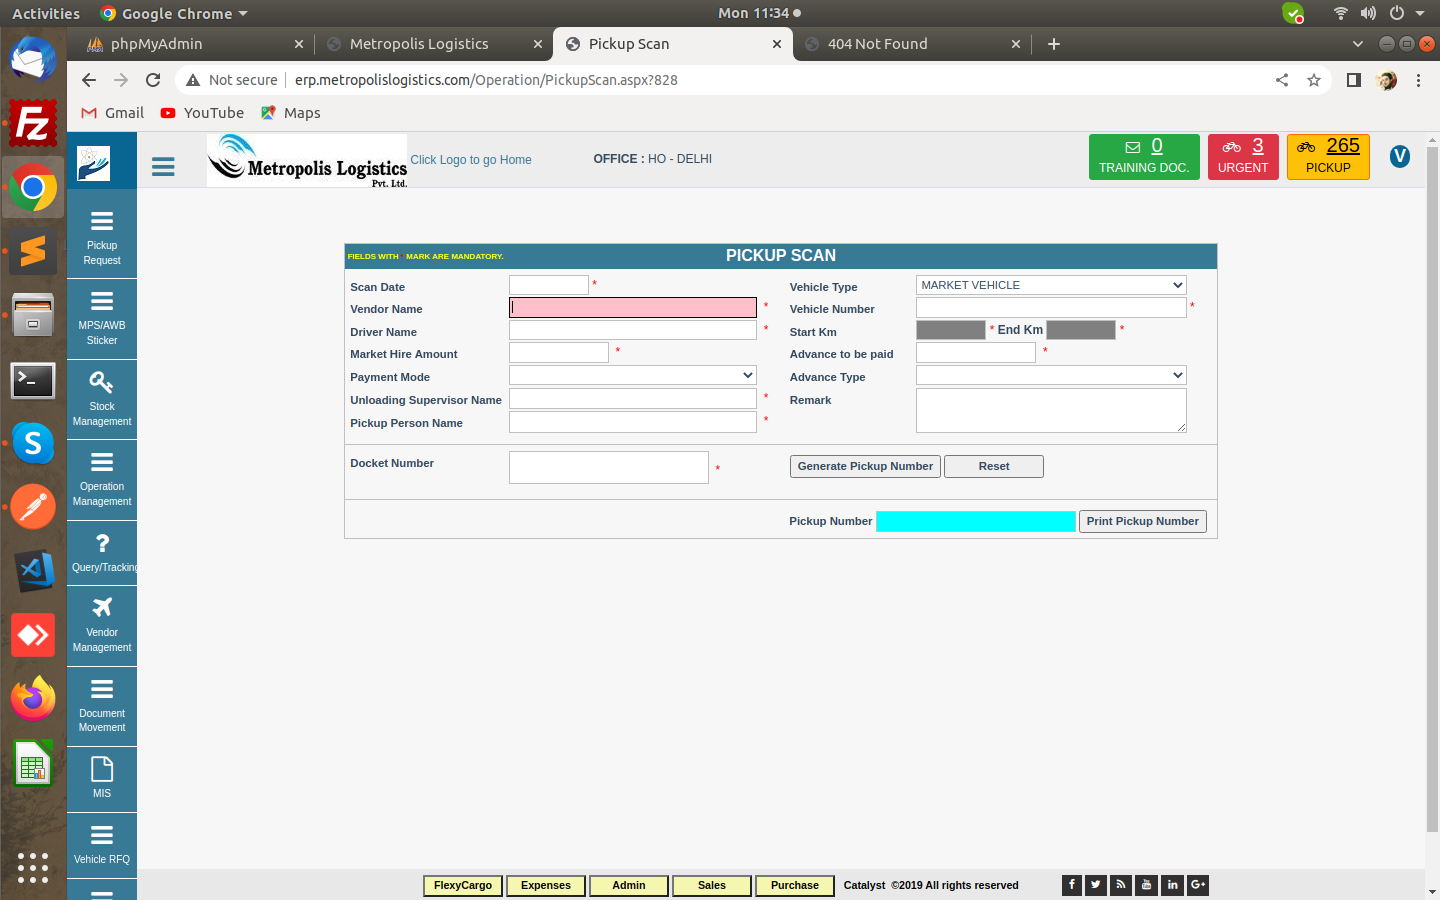 Activities Google Chrome Mon 11:34
phpMyAdmin Metropolis Logistics Pickup Scan 404 Not Found
Not secure erp.metropolislogistics.com/Operation/PickupScan.aspx?828
Gmail YouTube Maps
Metropolis Logistics
Pvt. Ltd.
Click Logo to go Home
OFFICE : HO - DELHI
0
TRAINING DOC.
3
URGENT
265
PICKUP
V
Pickup
Request
MPS/AWB
Sticker
Stock
Management
Operation
Management
Query/Tracking
Vendor
Management
Document
Movement
MIS
Vehicle RFQ
FIELDS WITH * MARK ARE MANDATORY. PICKUP SCAN
Scan Date * Vehicle Type MARKET VEHICLE
Vendor Name * Vehicle Number *
Driver Name * Start Km * End Km *
Market Hire Amount * Advance to be paid *
Payment Mode Advance Type
Unloading Supervisor Name * Remark
Pickup Person Name *
Docket Number * Generate Pickup Number Reset
Pickup Number Print Pickup Number
FlexyCargo Expenses Admin Sales Purchase Catalyst ©2019 All rights reserved